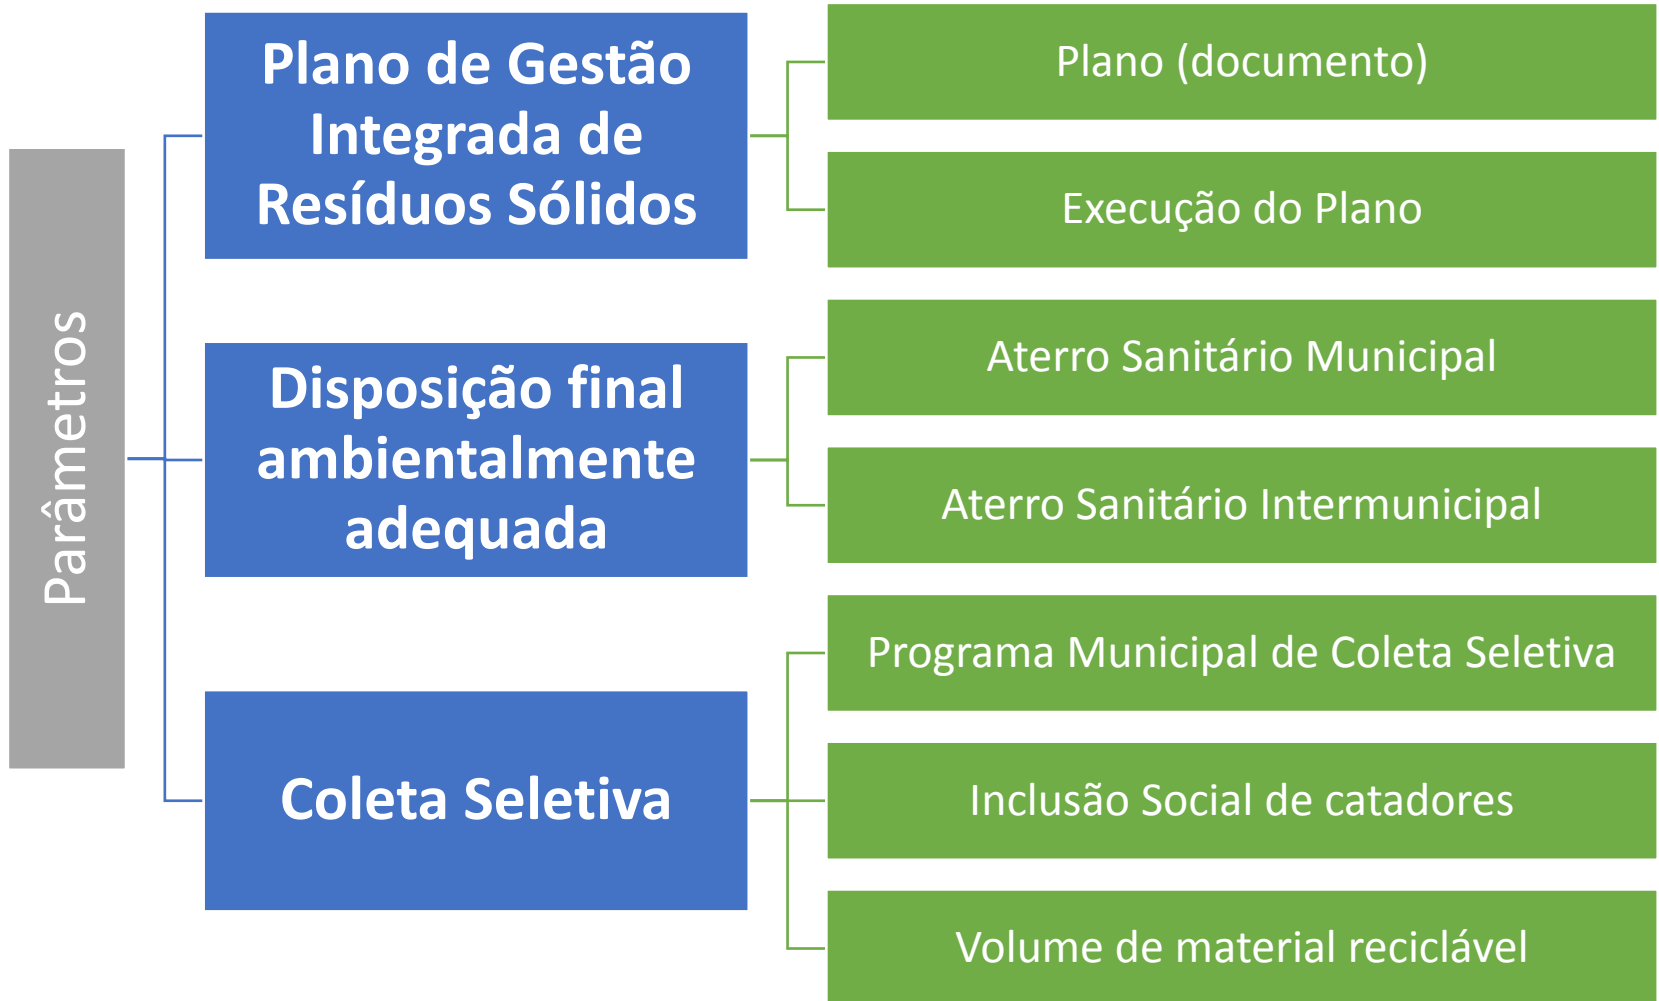 Parâmetros
Plano de Gestão
Integrada de
Resíduos Sólidos
Plano (documento)
Execução do Plano
Disposição final
ambientalmente
adequada
Aterro Sanitário Municipal
Aterro Sanitário Intermunicipal
Coleta Seletiva
Programa Municipal de Coleta Seletiva
Inclusão Social de catadores
Volume de material reciclável